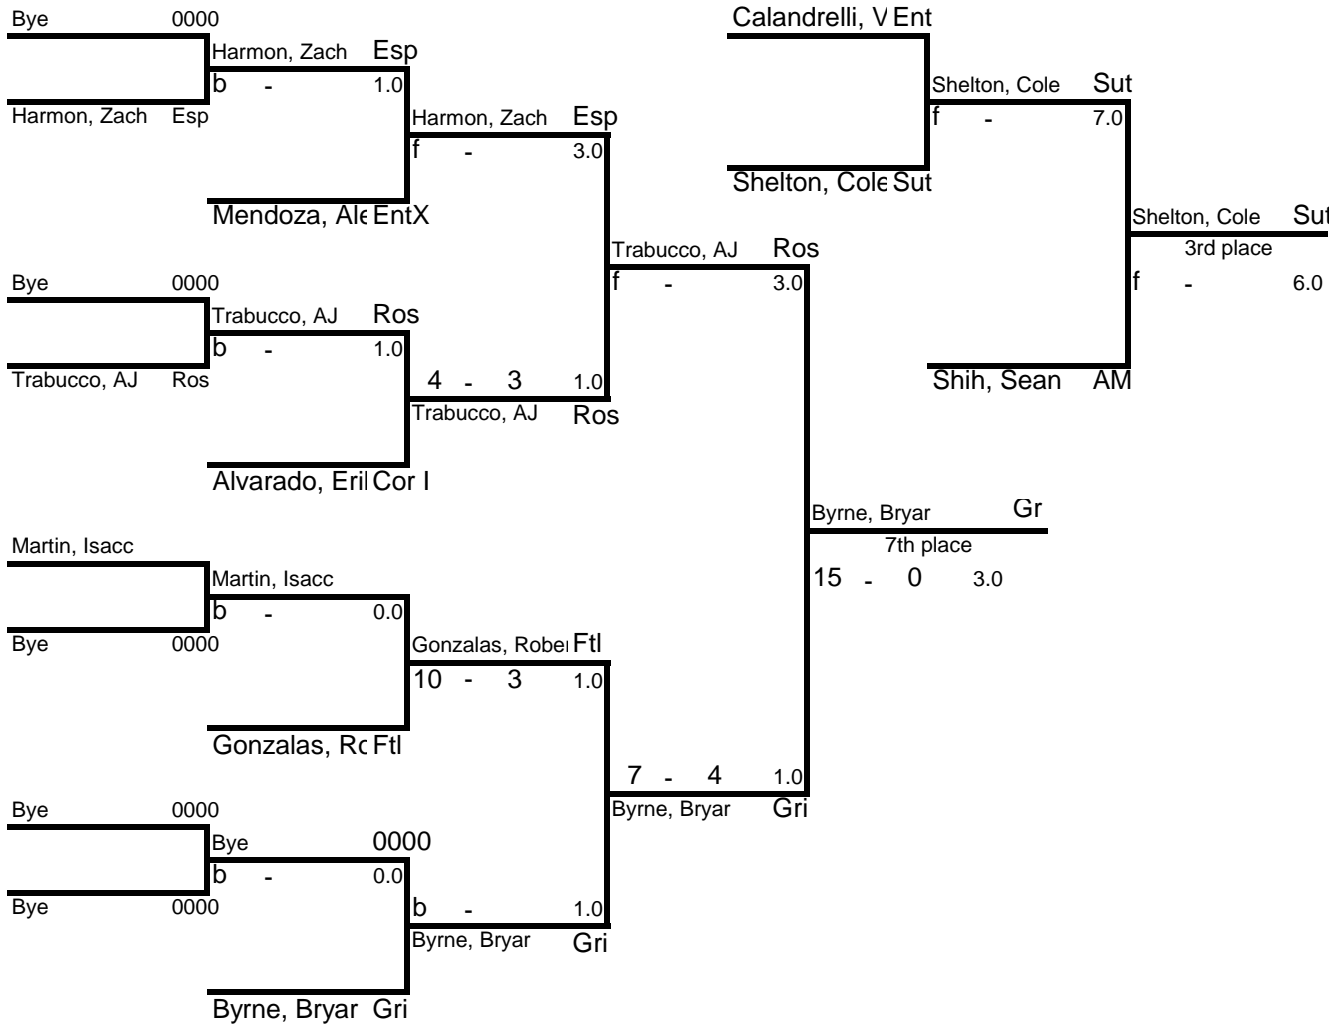 Bye 0000
Harmon, Zach Esp
b - 1.0
Harmon, Zach Esp
Harmon, Zach Esp
f - 3.0
Mendoza, Ale EntX
Trabucco, AJ Ros
f - 3.0
Bye 0000
Trabucco, AJ Ros
b - 1.0
Trabucco, AJ Ros
4 - 3 1.0
Trabucco, AJ Ros
Alvarado, Eril Cor I
Byrne, Bryar Gr
7th place
15 - 0 3.0
Martin, Isacc
Martin, Isacc
b - 0.0
Bye 0000
Gonzalas, Rober Ftl
10 - 3 1.0
Gonzalas, Rc Ftl
7 - 4 1.0
Byrne, Bryar Gri
Bye 0000
Bye 0000
b - 0.0
Bye 0000
b - 1.0
Byrne, Bryar Gri
Byrne, Bryar Gri
Calandrelli, V Ent
Shelton, Cole Sut
f - 7.0
Shelton, Cole Sut
Shelton, Cole Sut
3rd place
f - 6.0
Shih, Sean AM